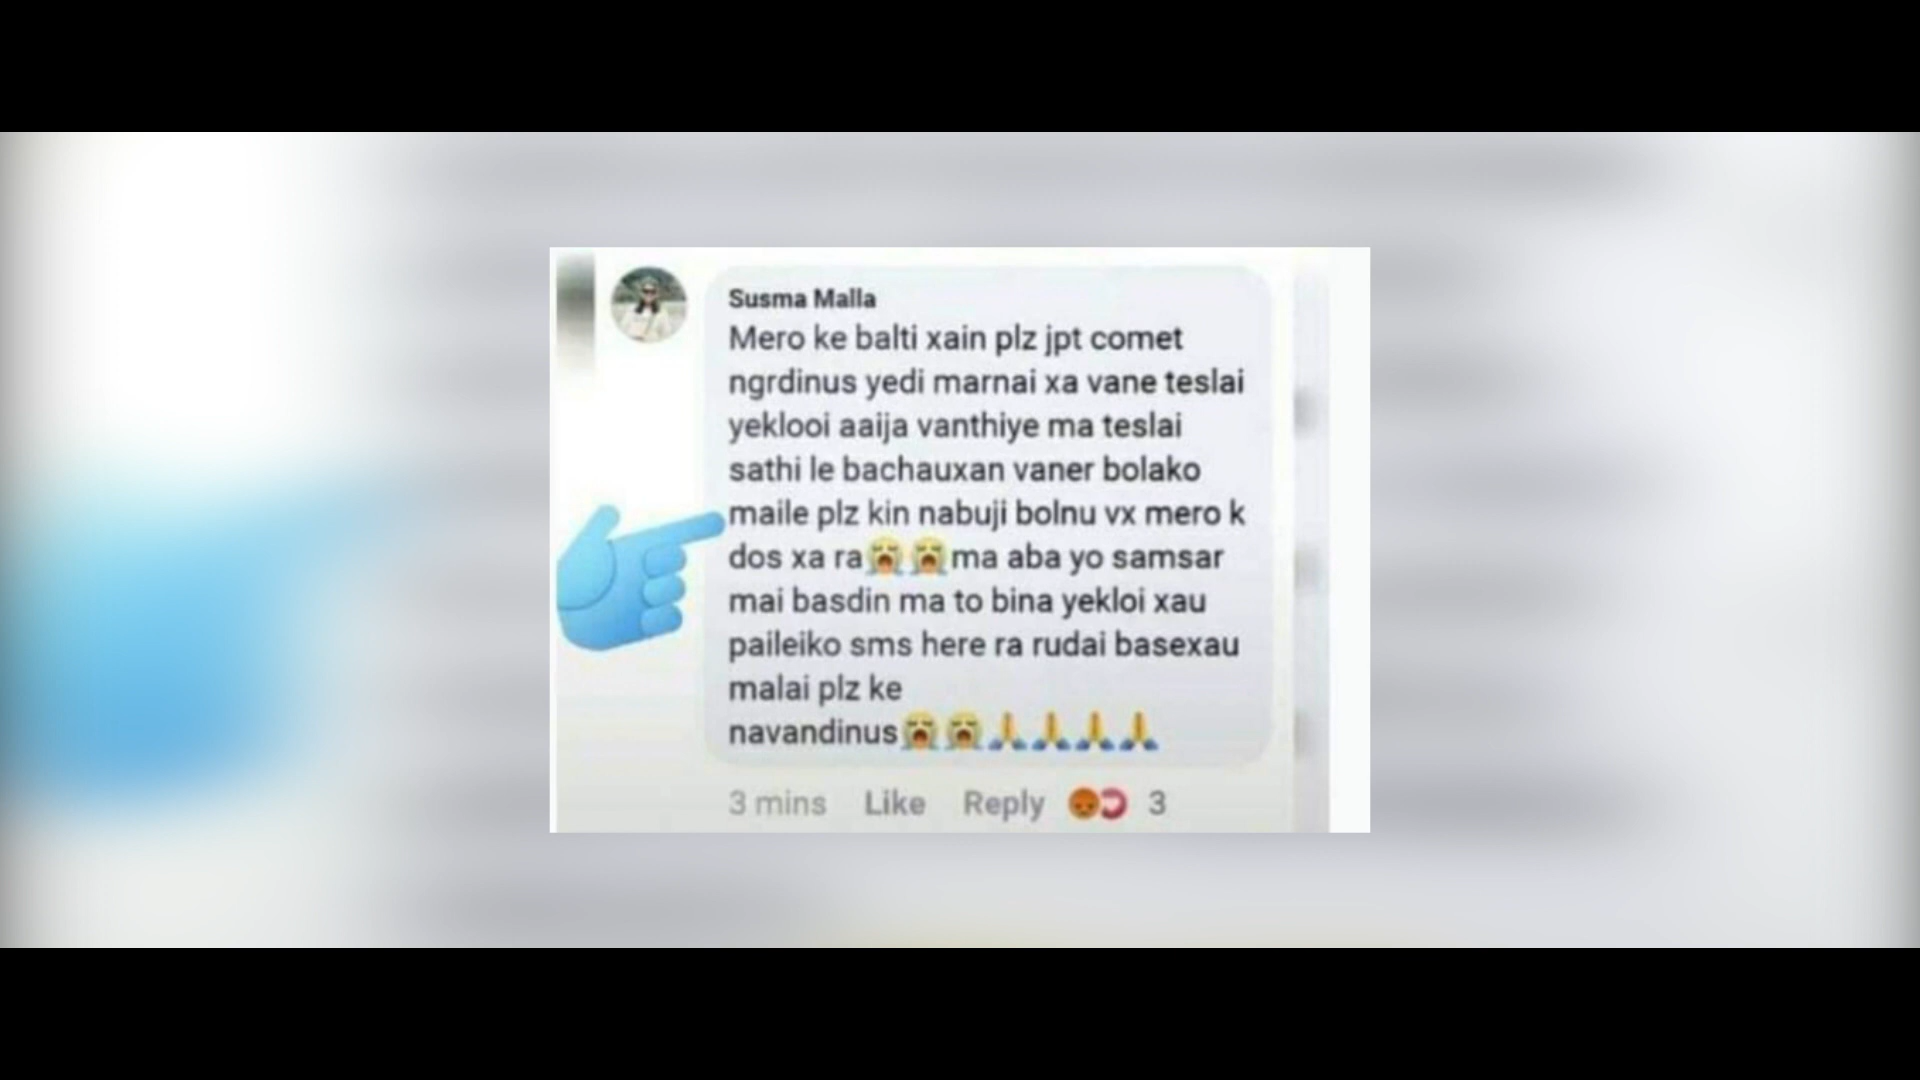 Susma Malla
Mero ke balti xain plz jpt comet
ngrdinus yedi marnai xa vane teslai
yeklooi aaija vanthiye ma teslai
sathi le bachauxan vaner bolako
maile plz kin nabuji bolnu vx mero k
dos xa ra😭😭ma aba yo samsar
mai basdin ma to bina yekloi xau
paileiko sms here ra rudai basexau
malai plz ke
navandinus😭😭🙏🙏🙏🙏
3 mins Like Reply 3